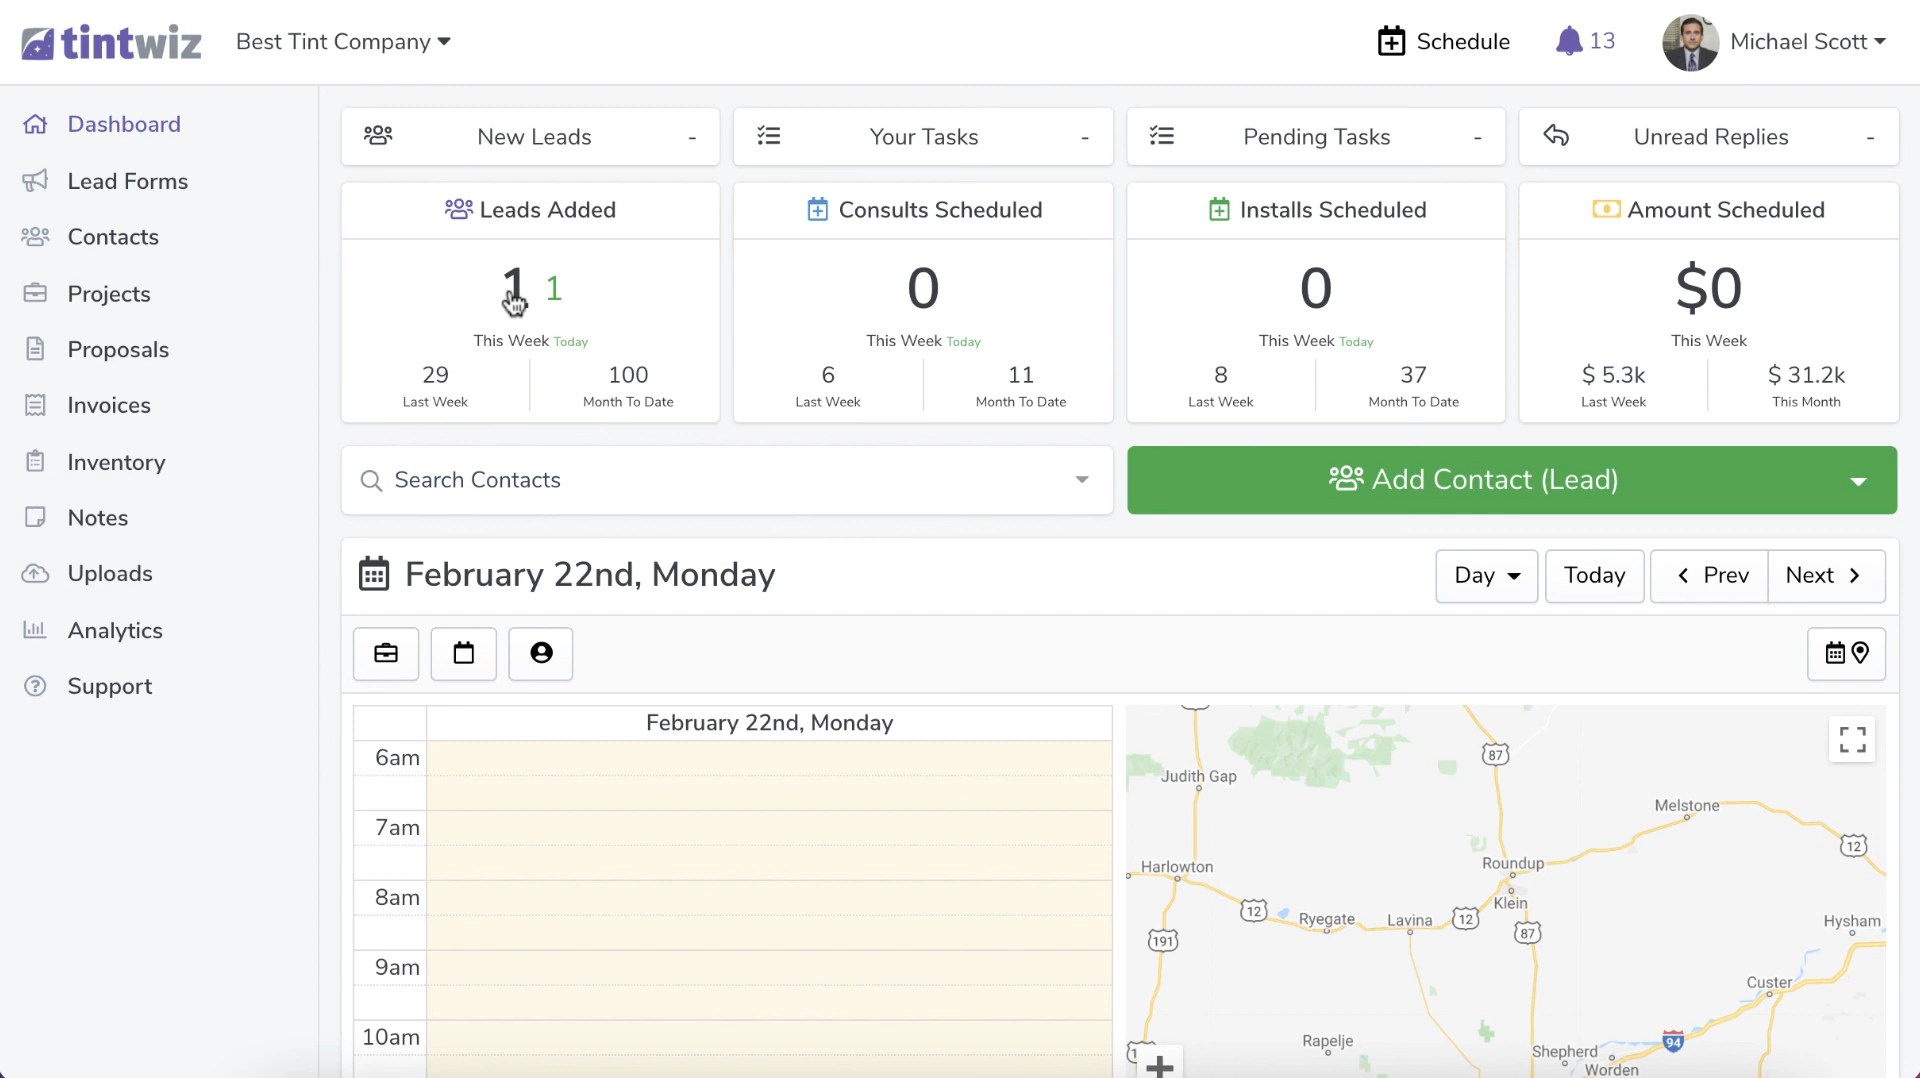 tintwiz
Best Tint Company
Schedule
13
Michael Scott
Dashboard
Lead Forms
Contacts
Projects
Proposals
Invoices
Inventory
Notes
Uploads
Analytics
Support
New Leads -
Your Tasks -
Pending Tasks -
Unread Replies -
Leads Added
1 1
This Week Today
29
Last Week
100
Month To Date
Consults Scheduled
0
This Week Today
6
Last Week
11
Month To Date
Installs Scheduled
0
This Week Today
8
Last Week
37
Month To Date
Amount Scheduled
$0
This Week
$ 5.3k
Last Week
$ 31.2k
This Month
Search Contacts
Add Contact (Lead)
February 22nd, Monday
Day
Today
Prev
Next
February 22nd, Monday
6am
7am
8am
9am
10am
87
Judith Gap
Melstone
12
Harlowton
Roundup
Klein
12
Ryegate
Lavina
12
87
Hysham
191
Custer
Rapelje
94
Shepherd
Worden